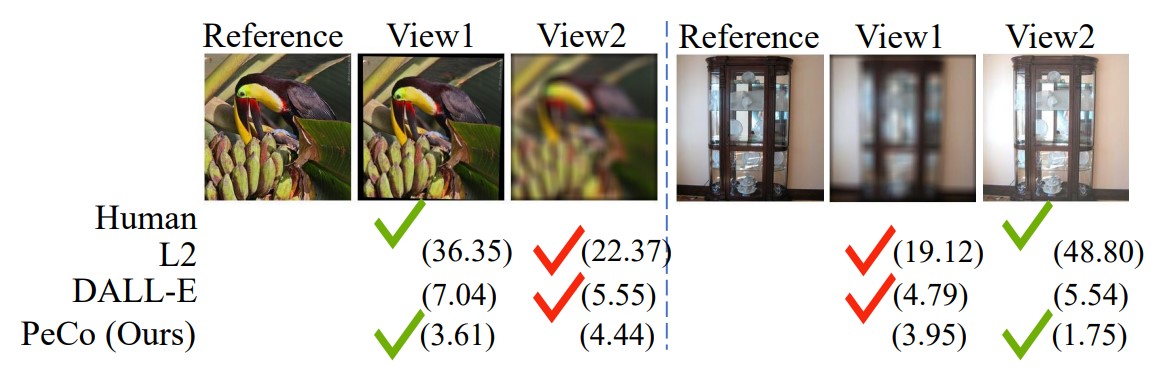 Reference View1 View2 Reference View1 View2
Human
L2 (36.35) (22.37) (19.12) (48.80)
DALL-E (7.04) (5.55) (4.79) (5.54)
PeCo (Ours) (3.61) (4.44) (3.95) (1.75)